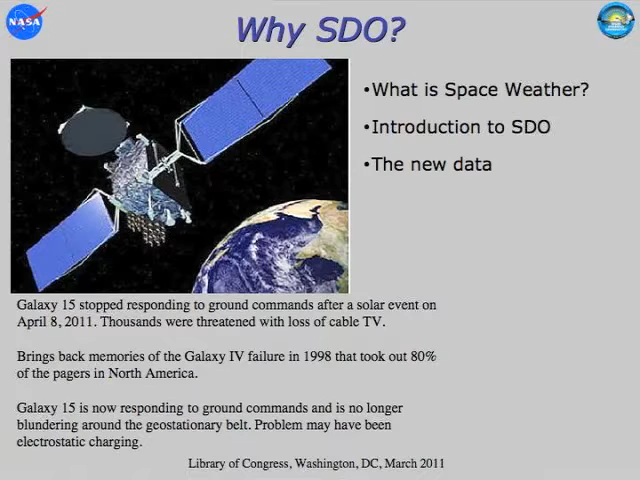 NASA
Why SDO?
•What is Space Weather?
•Introduction to SDO
•The new data
Galaxy 15 stopped responding to ground commands after a solar event on
April 8, 2011. Thousands were threatened with loss of cable TV.
Brings back memories of the Galaxy IV failure in 1998 that took out 80%
of the pagers in North America.
Galaxy 15 is now responding to ground commands and is no longer
blundering around the geostationary belt. Problem may have been
electrostatic charging.
Library of Congress, Washington, DC, March 2011